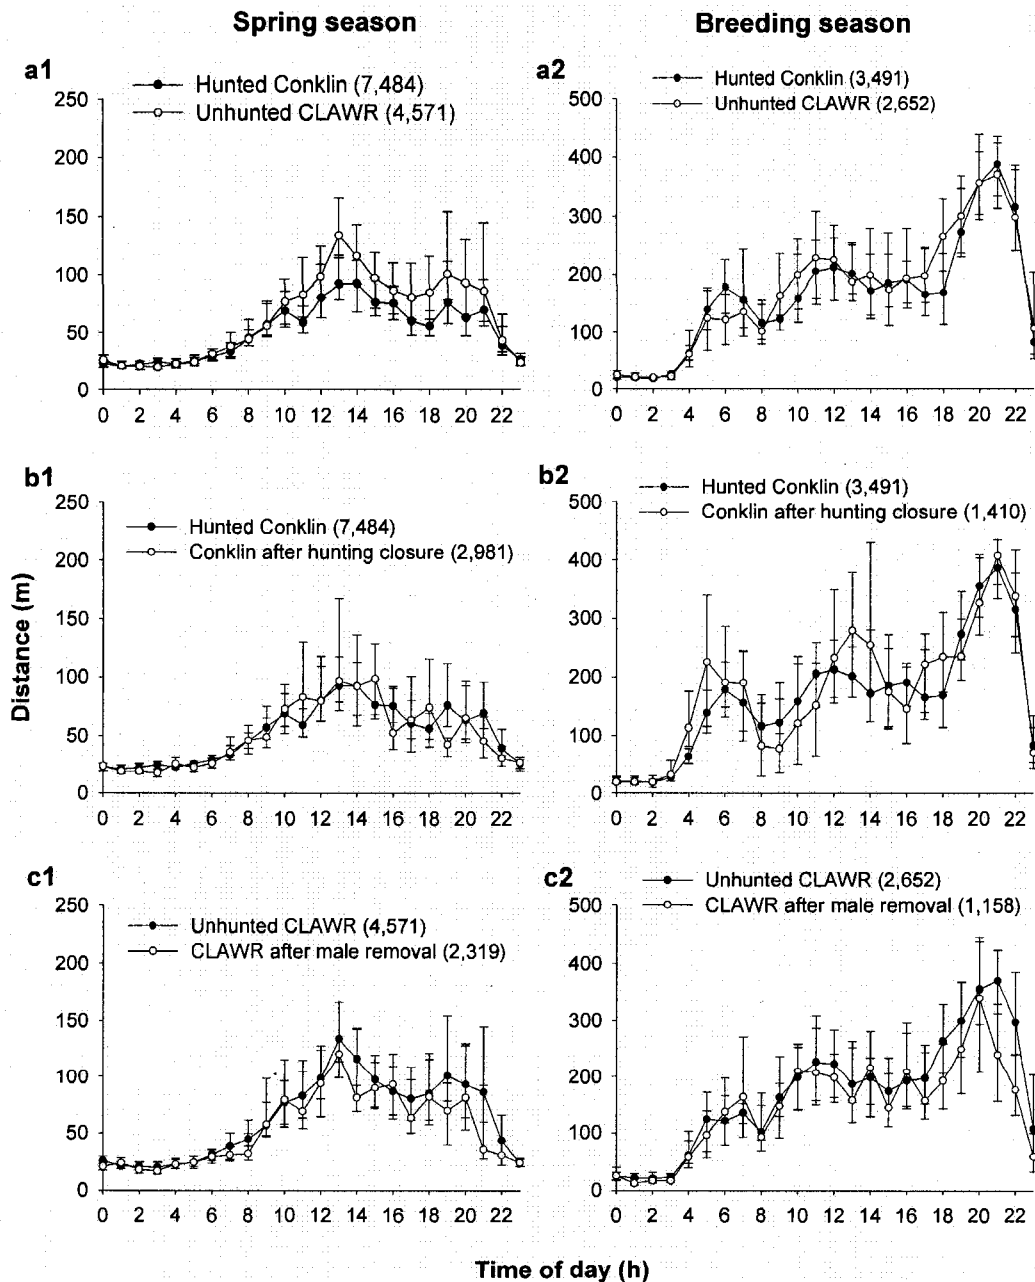 Spring season
Breeding season
a1
Hunted Conklin (7,484)
Unhunted CLAWR (4,571)
250
200
150
100
50
0
0 2 4 6 8 10 12 14 16 18 20 22
a2
Hunted Conklin (3,491)
Unhunted CLAWR (2,652)
500
400
300
200
100
0
0 2 4 6 8 10 12 14 16 18 20 22
b1
Hunted Conklin (7,484)
Conklin after hunting closure (2,981)
250
200
150
100
50
0
0 2 4 6 8 10 12 14 16 18 20 22
b2
Hunted Conklin (3,491)
Conklin after hunting closure (1,410)
500
400
300
200
100
0
0 2 4 6 8 10 12 14 16 18 20 22
Distance (m)
c1
Unhunted CLAWR (4,571)
CLAWR after male removal (2,319)
250
200
150
100
50
0
0 2 4 6 8 10 12 14 16 18 20 22
c2
Unhunted CLAWR (2,652)
CLAWR after male removal (1,158)
500
400
300
200
100
0
0 2 4 6 8 10 12 14 16 18 20 22
Time of day (h)